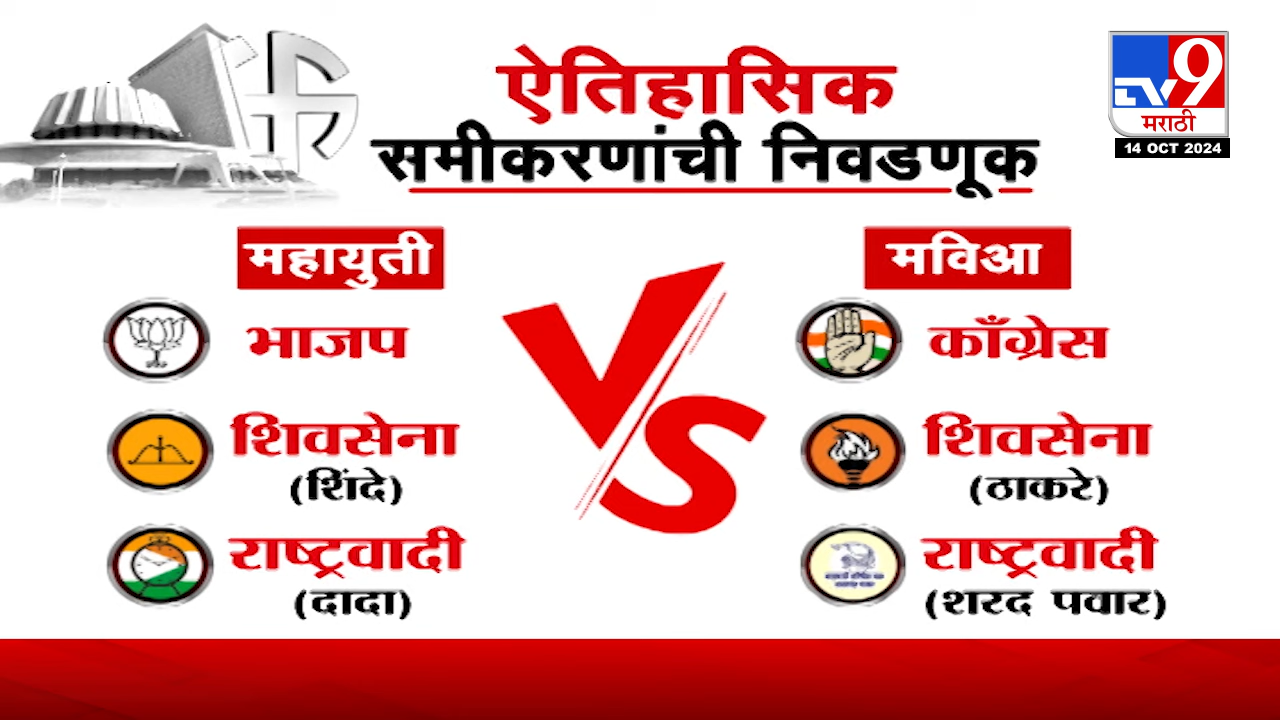 ऐतिहासिक
समीकरणांची निवडणूक
TV9
मराठी
14 OCT 2024
महायुती
भाजप
शिवसेना
(शिंदे)
राष्ट्रवादी
(दादा)
VS
मविआ
काँग्रेस
शिवसेना
(ठाकरे)
राष्ट्रवादी
(शरद पवार)